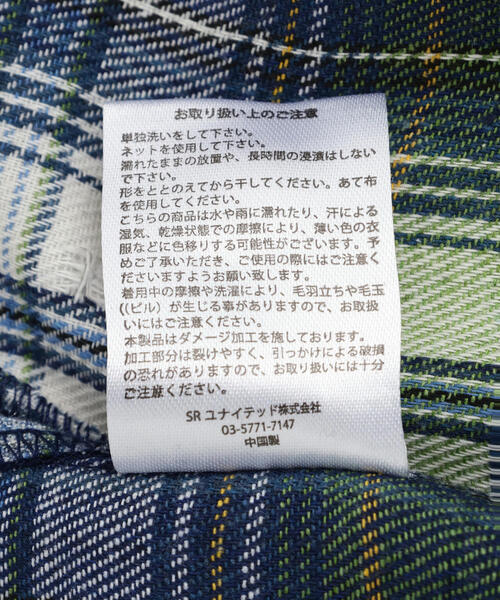 お取り扱い上のご注意
単独洗いをして下さい。
ネットを使用して下さい。
濡れたままの放置や、長時間の浸漬はしない
で下さい。
形をととのえてから干してください。あて布
を使用してください。
こちらの商品は水や雨に濡れたり、汗による
湿気、乾燥状態での摩擦により、薄い色の衣
服などに色移りする可能性がございます。予
めご了承いただき、ご使用の際にはご注意く
ださいますようお願い致します。
着用中の摩擦や洗濯により、毛羽立ちや毛玉
((ピル）が生じる事がありますので、お取扱
いにはご注意ください。
本製品はダメージ加工を施しております。
加工部分は裂けやすく、引っかけによる破損
の恐れがありますので、お取り扱いには十分
ご注意ください。
SR ユナイテッド株式会社
03-5771-7147
中国製